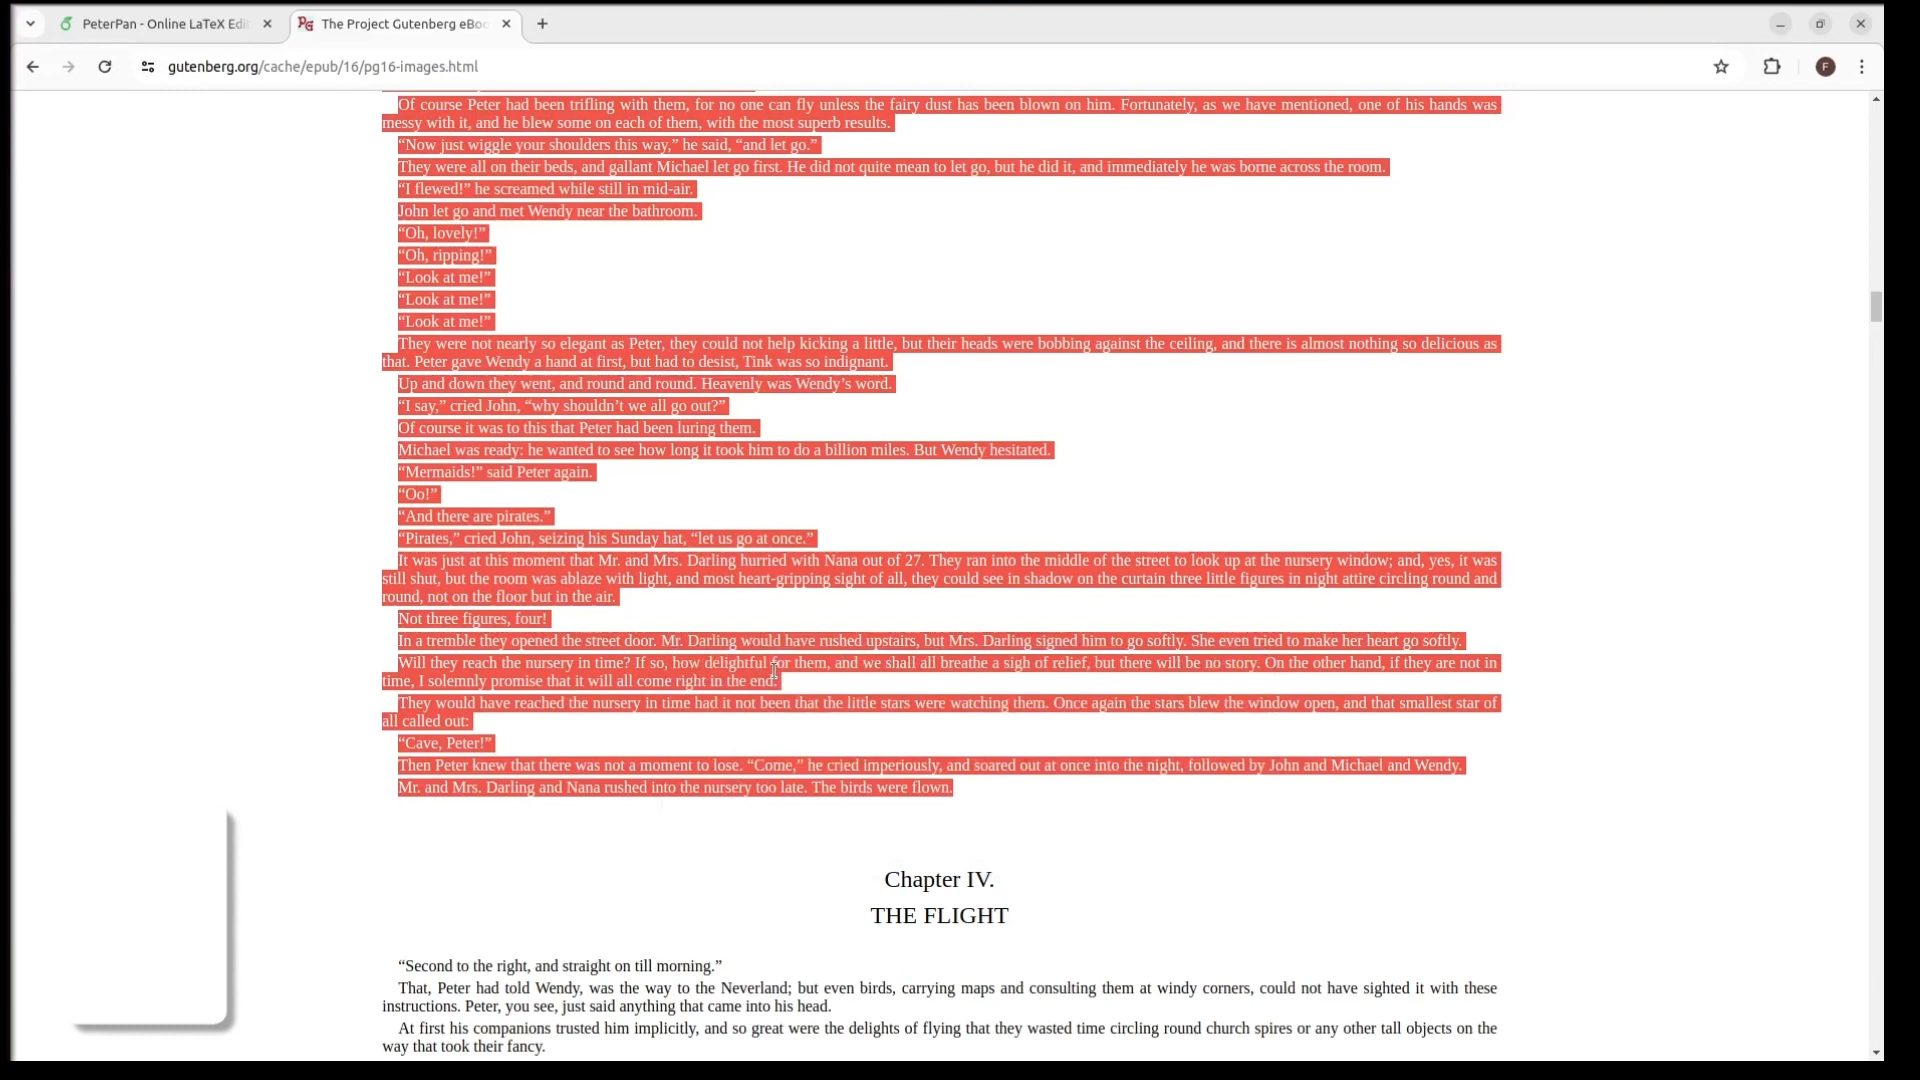 PeterPan - Online LaTeX Edi
The Project Gutenberg eBoo
gutenberg.org/cache/epub/16/pg16-images.html
F
Of course Peter had been trifling with them, for no one can fly unless the fairy dust has been blown on him. Fortunately, as we have mentioned, one of his hands was
messy with it, and he blew some on each of them, with the most superb results.
“Now just wiggle your shoulders this way,” he said, “and let go.”
They were all on their beds, and gallant Michael let go first. He did not quite mean to let go, but he did it, and immediately he was borne across the room.
“I flewed!” he screamed while still in mid-air.
John let go and met Wendy near the bathroom.
“Oh, lovely!”
“Oh, ripping!”
“Look at me!”
“Look at me!”
“Look at me!”
They were not nearly so elegant as Peter, they could not help kicking a little, but their heads were bobbing against the ceiling, and there is almost nothing so delicious as
that. Peter gave Wendy a hand at first, but had to desist, Tink was so indignant.
Up and down they went, and round and round. Heavenly was Wendy’s word.
“I say,” cried John, “why shouldn’t we all go out?”
Of course it was to this that Peter had been luring them.
Michael was ready: he wanted to see how long it took him to do a billion miles. But Wendy hesitated.
“Mermaids!” said Peter again.
“Oo!”
“And there are pirates.”
“Pirates,” cried John, seizing his Sunday hat, “let us go at once.”
It was just at this moment that Mr. and Mrs. Darling hurried with Nana out of 27. They ran into the middle of the street to look up at the nursery window; and, yes, it was
still shut, but the room was ablaze with light, and most heart-gripping sight of all, they could see in shadow on the curtain three little figures in night attire circling round and
round, not on the floor but in the air.
Not three figures, four!
In a tremble they opened the street door. Mr. Darling would have rushed upstairs, but Mrs. Darling signed him to go softly. She even tried to make her heart go softly.
Will they reach the nursery in time? If so, how delightful for them, and we shall all breathe a sigh of relief, but there will be no story. On the other hand, if they are not in
time, I solemnly promise that it will all come right in the end.
They would have reached the nursery in time had it not been that the little stars were watching them. Once again the stars blew the window open, and that smallest star of
all called out:
“Cave, Peter!”
Then Peter knew that there was not a moment to lose. “Come,” he cried imperiously, and soared out at once into the night, followed by John and Michael and Wendy.
Mr. and Mrs. Darling and Nana rushed into the nursery too late. The birds were flown.
Chapter IV.
THE FLIGHT
“Second to the right, and straight on till morning.”
That, Peter had told Wendy, was the way to the Neverland; but even birds, carrying maps and consulting them at windy corners, could not have sighted it with these
instructions. Peter, you see, just said anything that came into his head.
At first his companions trusted him implicitly, and so great were the delights of flying that they wasted time circling round church spires or any other tall objects on the
way that took their fancy.